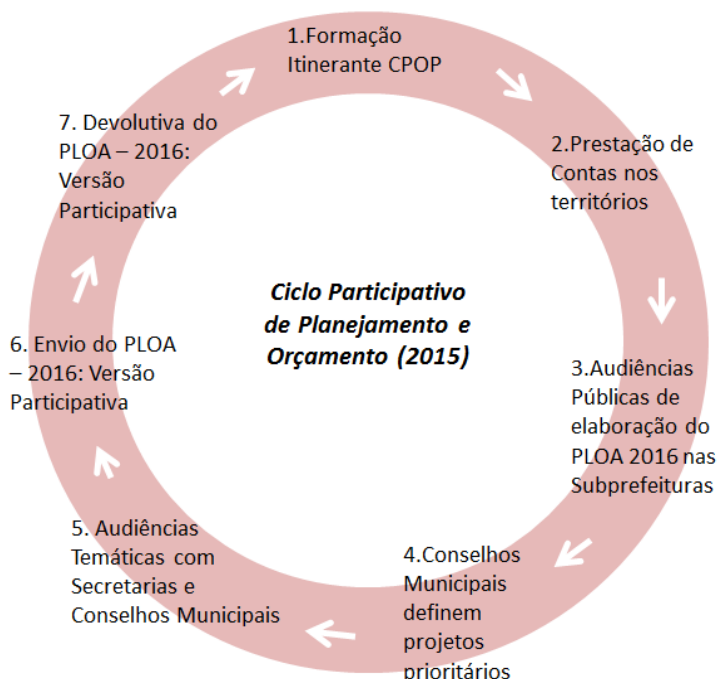 1.Formação
Itinerante CPOP
2.Prestação de
Contas nos
territórios
3.Audiências
Públicas de
elaboração do
PLOA 2016 nas
Subprefeituras
4.Conselhos
Municipais
definem
projetos
prioritários
5. Audiências
Temáticas com
Secretarias e
Conselhos Municipais
6. Envio do PLOA
– 2016: Versão
Participativa
7. Devolutiva do
PLOA – 2016:
Versão
Participativa
Ciclo Participativo
de Planejamento e
Orçamento (2015)